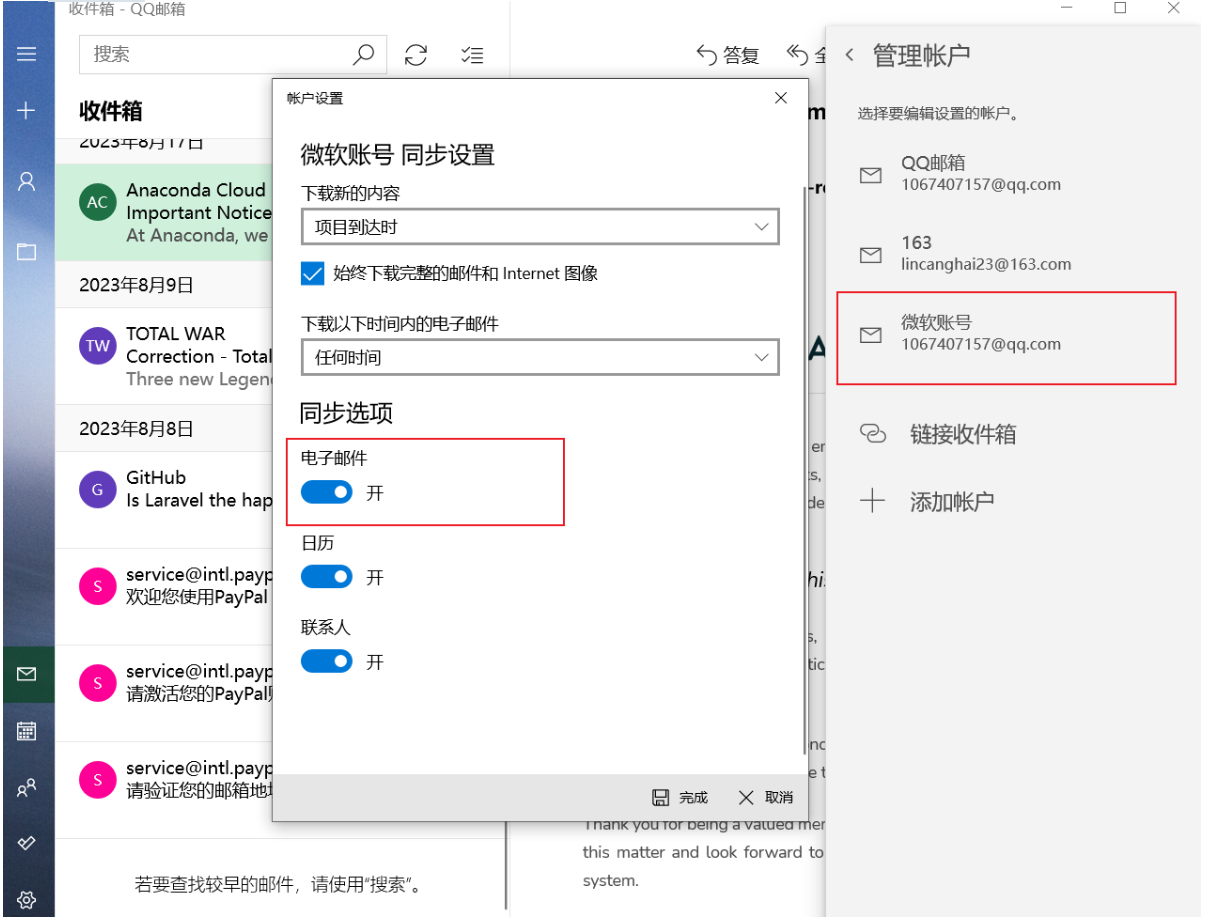 收件箱 - QQ邮箱
搜索
收件箱
2023年8月17日
AC
Anaconda Cloud
Important Notice
At Anaconda, we
2023年8月9日
TW
TOTAL WAR
Correction - Total
Three new Legen
2023年8月8日
G
GitHub
Is Laravel the hap
S
service@intl.payp
欢迎您使用PayPal
S
service@intl.payp
请激活您的PayPal
S
service@intl.payp
请验证您的邮箱地
若要查找较早的邮件，请使用“搜索”。
答复
全
帐户设置
微软账号 同步设置
下载新的内容
项目到达时
始终下载完整的邮件和 Internet 图像
下载以下时间内的电子邮件
任何时间
同步选项
电子邮件
开
日历
开
联系人
开
完成
取消
Thank you for being a valued mer
this matter and look forward to
system.
管理帐户
选择要编辑设置的帐户。
QQ邮箱
1067407157@qq.com
163
lincanghai23@163.com
微软账号
1067407157@qq.com
链接收件箱
添加帐户